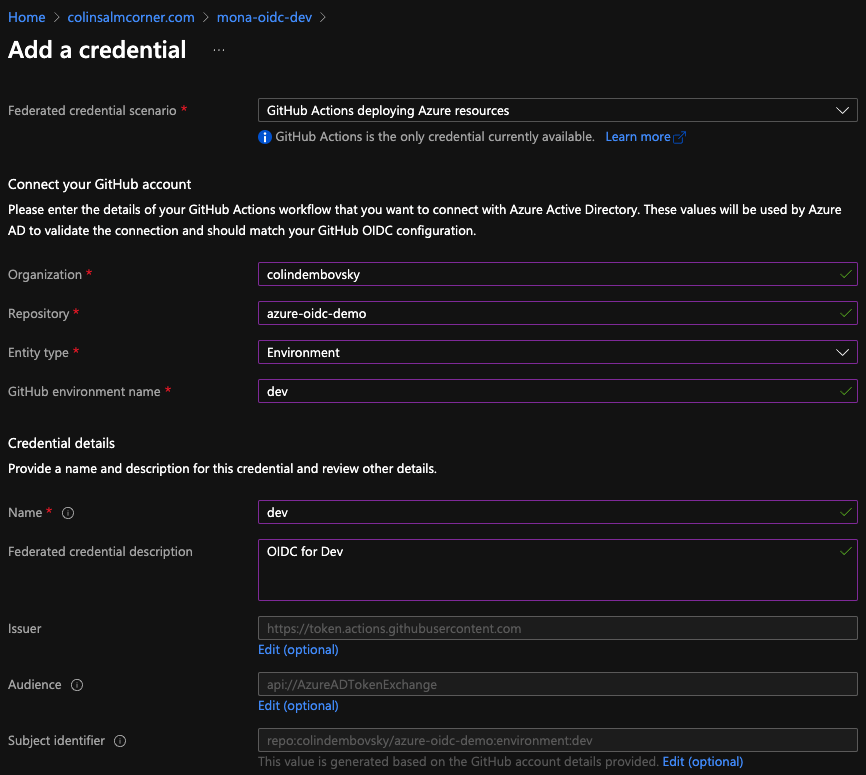 Home > colinsalmcorner.com > mona-oidc-dev >
Add a credential ...
Federated credential scenario * GitHub Actions deploying Azure resources
GitHub Actions is the only credential currently available. Learn more
Connect your GitHub account
Please enter the details of your GitHub Actions workflow that you want to connect with Azure Active Directory. These values will be used by Azure
AD to validate the connection and should match your GitHub OIDC configuration.
Organization * colindembovsky
Repository * azure-oidc-demo
Entity type * Environment
GitHub environment name * dev
Credential details
Provide a name and description for this credential and review other details.
Name * dev
Federated credential description OIDC for Dev
Issuer https://token.actions.githubusercontent.com
Edit (optional)
Audience api://AzureADTokenExchange
Edit (optional)
Subject identifier repo:colindembovsky/azure-oidc-demo:environment:dev
This value is generated based on the GitHub account details provided. Edit (optional)